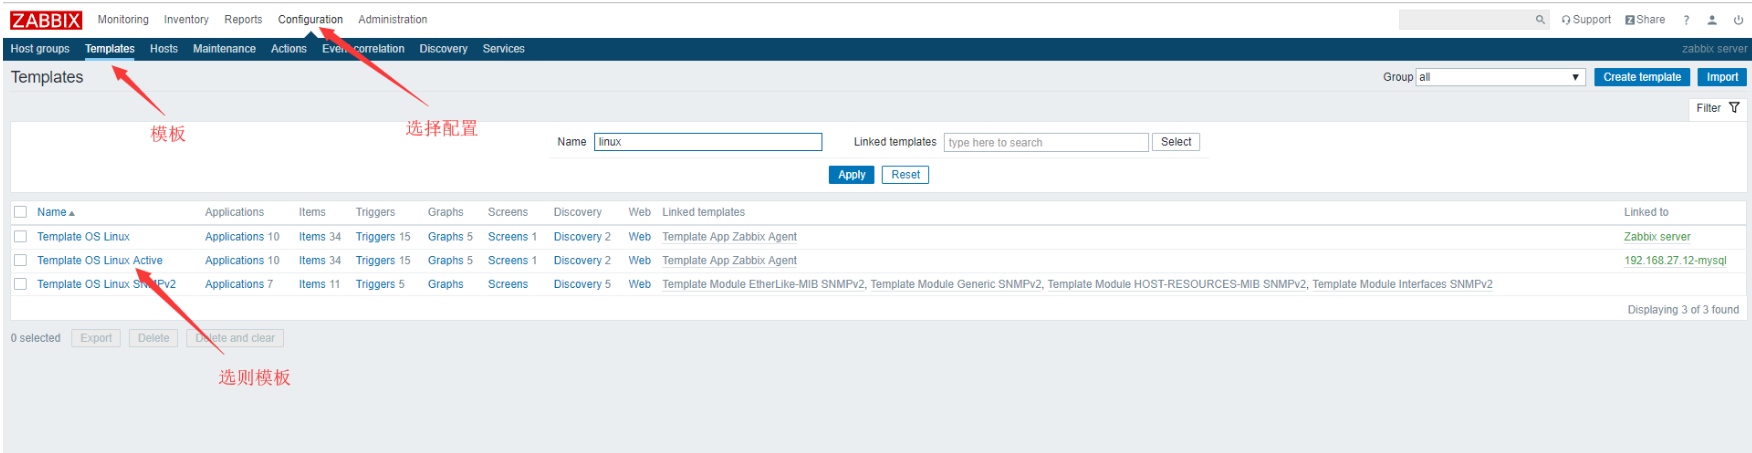 ZABBIX Monitoring Inventory Reports Configuration Administration Support Z Share ?
Host groups Templates Hosts Maintenance Actions Event correlation Discovery Services zabbix server
Templates Group all Create template Import
Filter
模板 选择配置
Name linux Linked templates type here to search Select
Apply Reset
Name Applications Items Triggers Graphs Screens Discovery Web Linked templates Linked to
Template OS Linux Applications 10 Items 34 Triggers 15 Graphs 5 Screens 1 Discovery 2 Web Template App Zabbix Agent Zabbix server
Template OS Linux Active Applications 10 Items 34 Triggers 15 Graphs 5 Screens 1 Discovery 2 Web Template App Zabbix Agent 192.168.27.12-mysql
Template OS Linux SNMPv2 Applications 7 Items 11 Triggers 5 Graphs Screens Discovery 5 Web Template Module EtherLike-MIB SNMPv2, Template Module Generic SNMPv2, Template Module HOST-RESOURCES-MIB SNMPv2, Template Module Interfaces SNMPv2
Displaying 3 of 3 found
0 selected Export Delete Delete and clear
选则模板